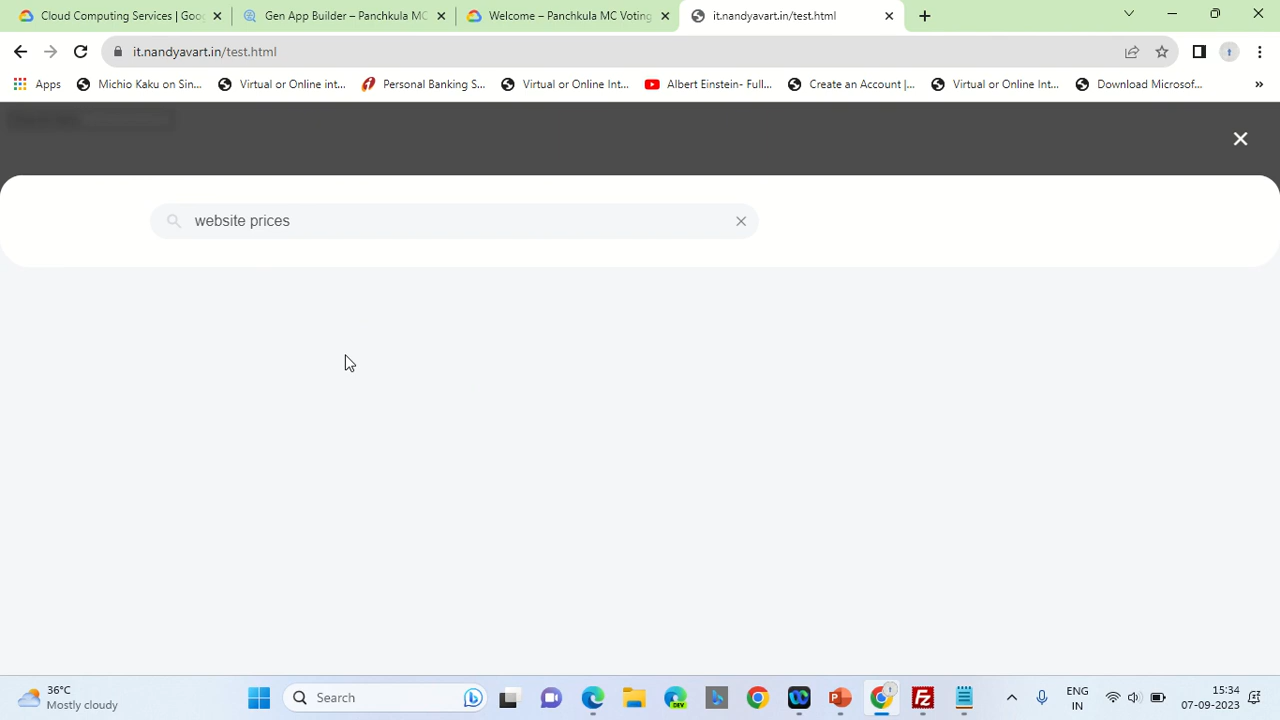 Cloud Computing Services | Goo
Gen App Builder – Panchkula MC
Welcome – Panchkula MC Voting
it.nandyavart.in/test.html
it.nandyavart.in/test.html
Apps
Michio Kaku on Sin...
Virtual or Online int...
Personal Banking S...
Virtual or Online Int...
Albert Einstein- Full...
Create an Account |...
Virtual or Online Int...
Download Microsof...
»
website prices
36°C
Mostly cloudy
Search
DEV
ENG
IN
15:34
07-09-2023